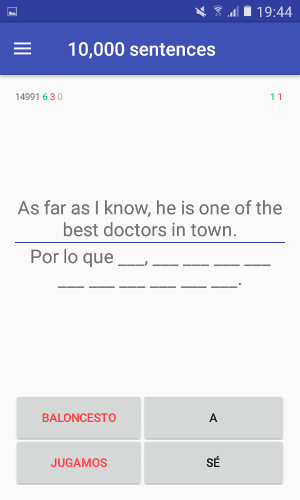 19:44
10,000 sentences
14991 6 3 0 1 1
As far as I know, he is one of the
best doctors in town.
Por lo que ___, ___ ___ ___ ___
___ ___ ___ ___ ___ ___.
BALONCESTO A
JUGAMOS SÉ